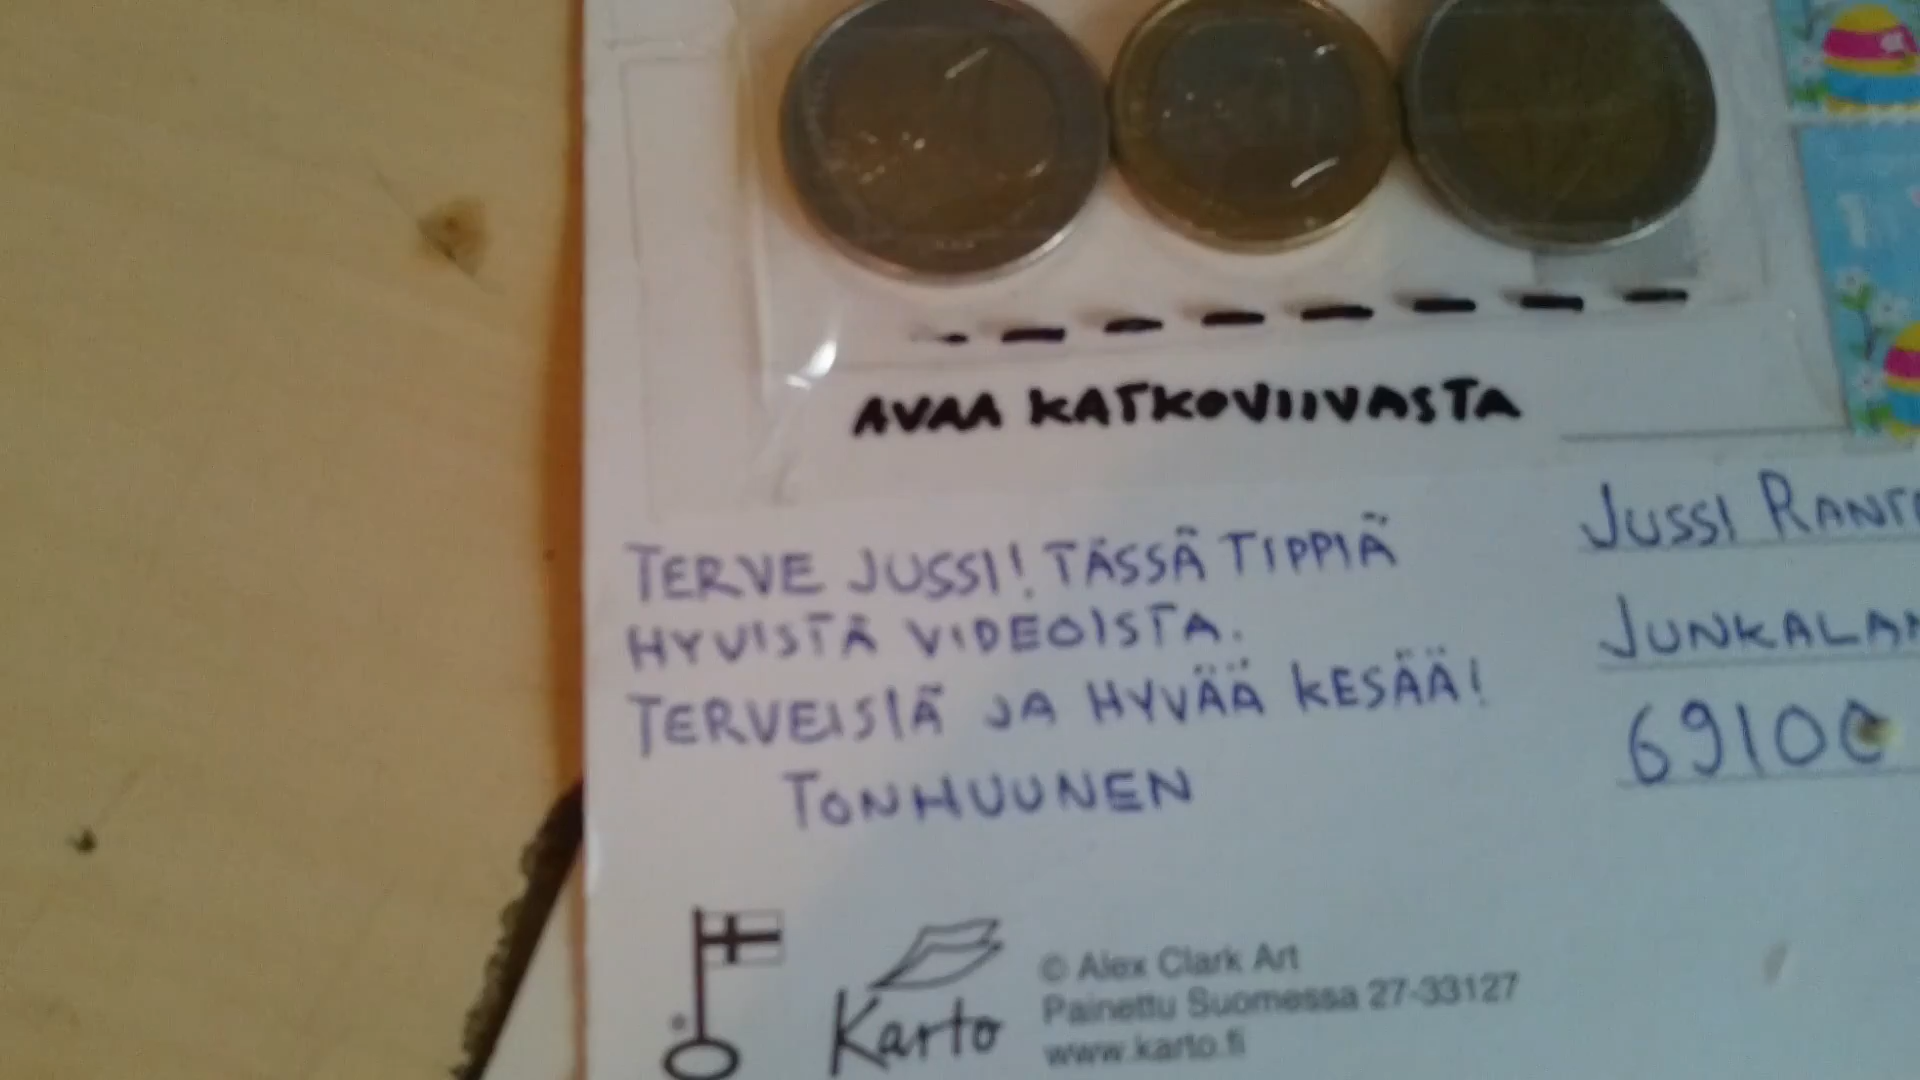 AVAA KATKOVIIVASTA
TERVE JUSSI! TÄSSÄ TIPPIÄ
HYVISTÄ VIDEOISTA.
TERVEISIÄ JA HYVÄÄ KESÄÄ!
TONHUUNEN
JUSSI
69100
Karto
© Alex Clark Art
Painettu Suomessa 27-33127
www.karto.fi